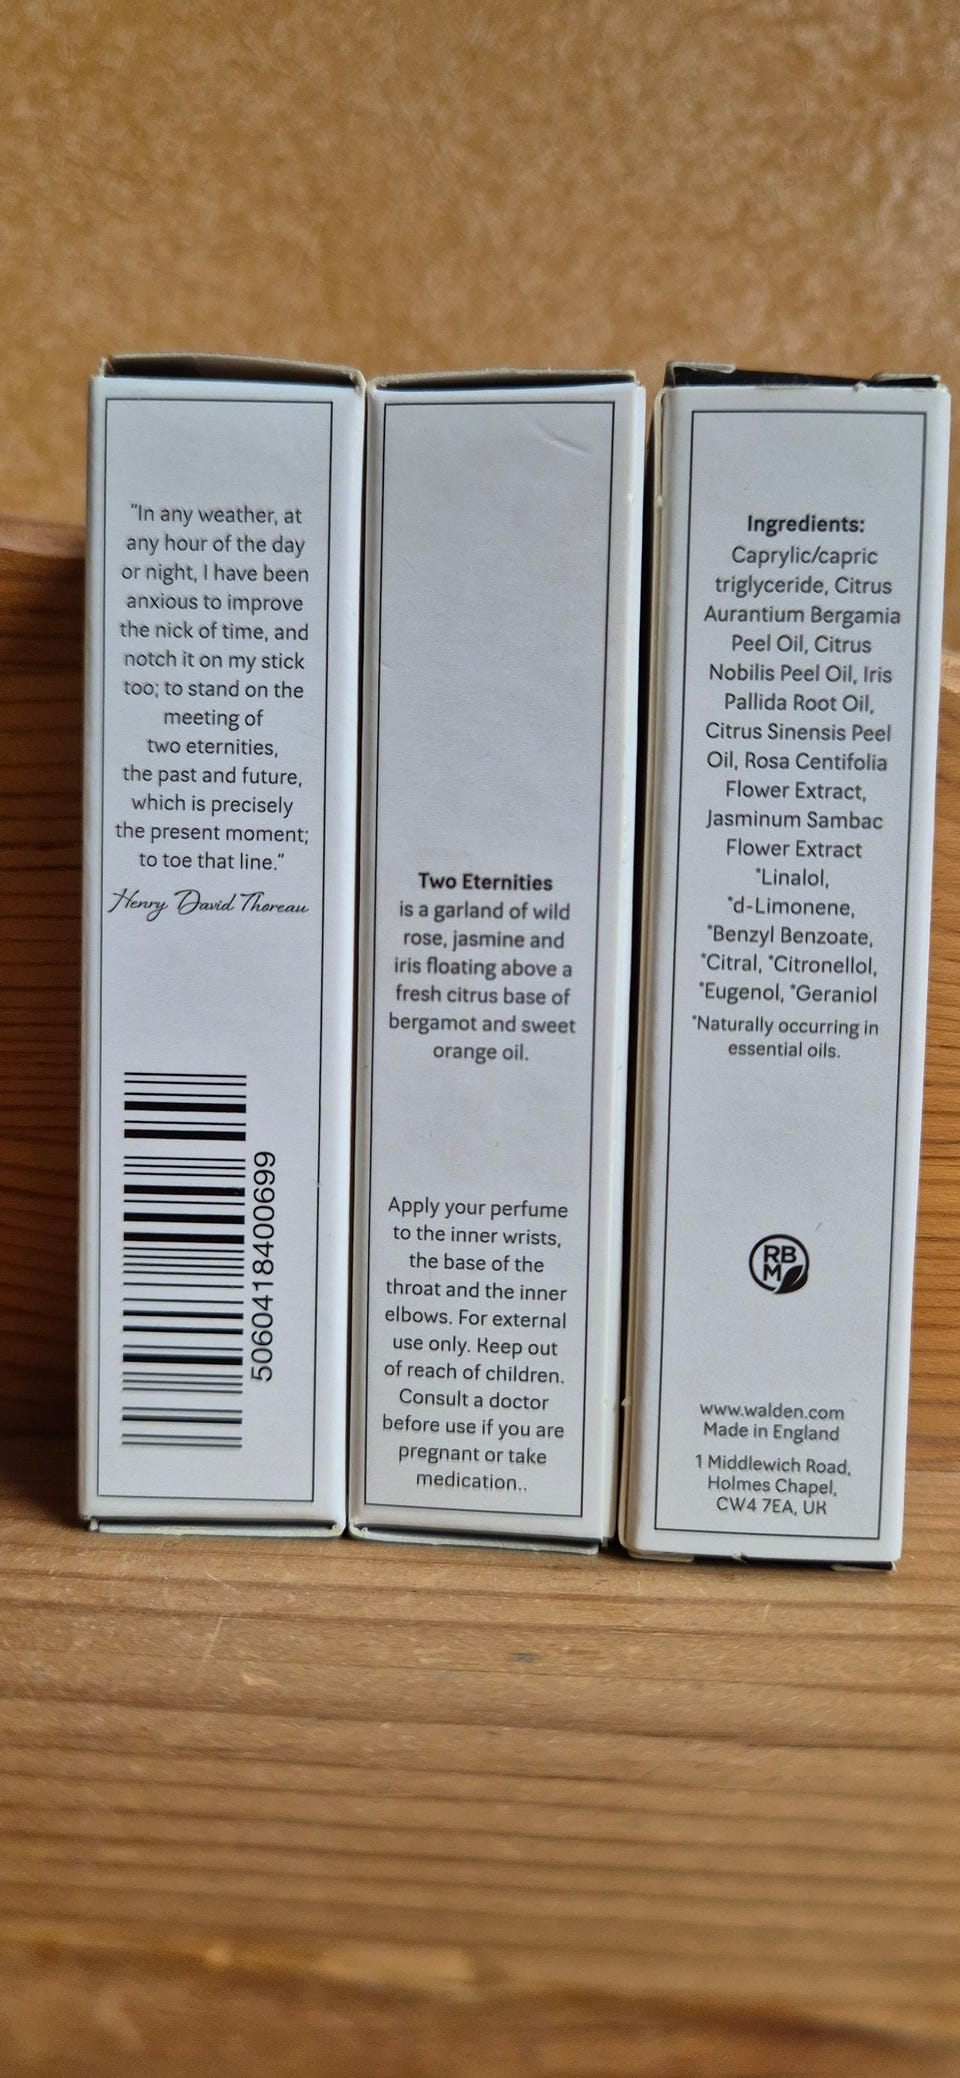 "In any weather, at
any hour of the day
or night, I have been
anxious to improve
the nick of time, and
notch it on my stick
too; to stand on the
meeting of
two eternities,
the past and future,
which is precisely
the present moment;
to toe that line."
Henry David Thoreau
5060418400699
Two Eternities
is a garland of wild
rose, jasmine and
iris floating above a
fresh citrus base of
bergamot and sweet
orange oil.
Apply your perfume
to the inner wrists,
the base of the
throat and the inner
elbows. For external
use only. Keep out
of reach of children.
Consult a doctor
before use if you are
pregnant or take
medication..
Ingredients:
Caprylic/capric
triglyceride, Citrus
Aurantium Bergamia
Peel Oil, Citrus
Nobilis Peel Oil, Iris
Pallida Root Oil,
Citrus Sinensis Peel
Oil, Rosa Centifolia
Flower Extract,
Jasminum Sambac
Flower Extract
*Linalol,
*d-Limonene,
*Benzyl Benzoate,
*Citral, *Citronellol,
*Eugenol, *Geraniol
*Naturally occurring in
essential oils.
RB
M
www.walden.com
Made in England
1 Middlewich Road,
Holmes Chapel,
CW4 7EA, UK